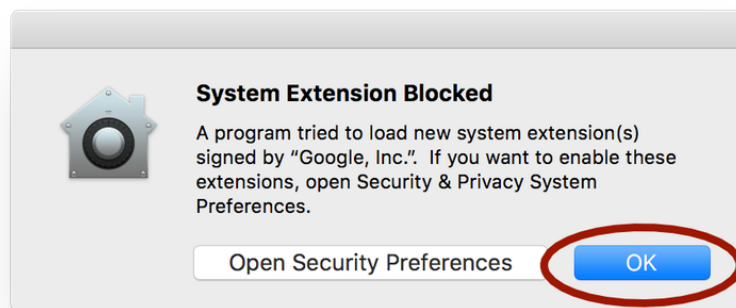 System Extension Blocked
A program tried to load new system extension(s)
signed by “Google, Inc.”.  If you want to enable these
extensions, open Security & Privacy System
Preferences.
Open Security Preferences
OK